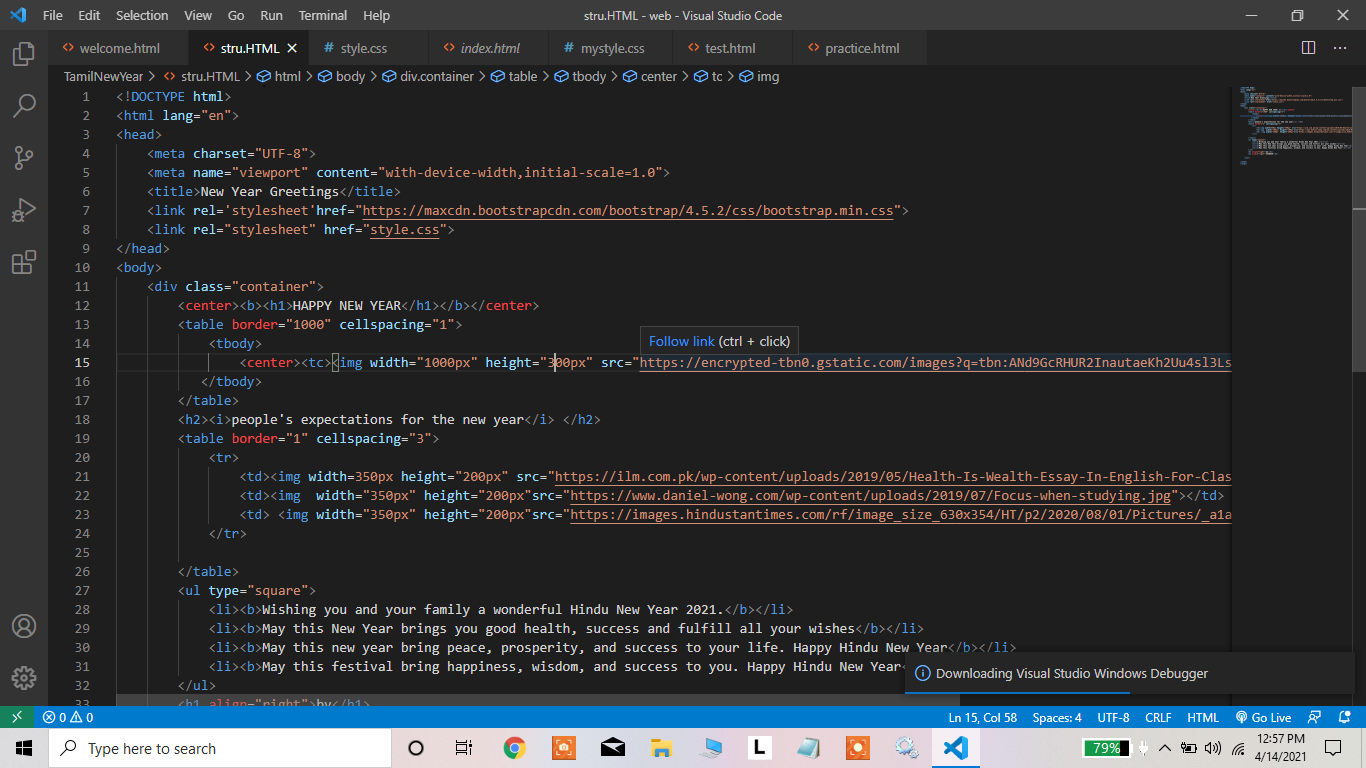 File Edit Selection View Go Run Terminal Help stru.HTML - web - Visual Studio Code
welcome.html stru.HTML style.css index.html mystyle.css test.html practice.html
TamilNewYear > stru.HTML > html > body > div.container > table > tbody > center > tc > img
1 <!DOCTYPE html>
2 <html lang="en">
3 <head>
4 <meta charset="UTF-8">
5 <meta name="viewport" content="with-device-width,initial-scale=1.0">
6 <title>New Year Greetings</title>
7 <link rel='stylesheet'href="https://maxcdn.bootstrapcdn.com/bootstrap/4.5.2/css/bootstrap.min.css">
8 <link rel="stylesheet" href="style.css">
9 </head>
10 <body>
11 <div class="container">
12 <center><b><h1>HAPPY NEW YEAR</h1></b></center>
13 <table border="1000" cellspacing="1">
Follow link (ctrl + click)
14 <tbody>
15 <center><tc><img width="1000px" height="300px" src="https://encrypted-tbn0.gstatic.com/images?q=tbn:ANd9GcRHUR2InautaeKh2Uu4sl3Ls
16 </tbody>
17 </table>
18 <h2><i>people's expectations for the new year</i> </h2>
19 <table border="1" cellspacing="3">
20 <tr>
21 <td><img width=350px height="200px" src="https://ilm.com.pk/wp-content/uploads/2019/05/Health-Is-Wealth-Essay-In-English-For-Clas
22 <td><img  width="350px" height="200px"src="https://www.daniel-wong.com/wp-content/uploads/2019/07/Focus-when-studying.jpg"></td>
23 <td> <img width="350px" height="200px"src="https://images.hindustantimes.com/rf/image_size_630x354/HT/p2/2020/08/01/Pictures/_a1a
24 </tr>
25
26 </table>
27 <ul type="square">
28 <li><b>Wishing you and your family a wonderful Hindu New Year 2021.</b></li>
29 <li><b>May this New Year brings you good health, success and fulfill all your wishes</b></li>
30 <li><b>May this new year bring peace, prosperity, and success to your life. Happy Hindu New Year</b></li>
31 <li><b>May this festival bring happiness, wisdom, and success to you. Happy Hindu New Year<
Downloading Visual Studio Windows Debugger
32 </ul>
33 <h1 align="right">by</h1>
0 0 Ln 15, Col 58 Spaces: 4 UTF-8 CRLF HTML Go Live
Type here to search L 79% 12:57 PM
4/14/2021